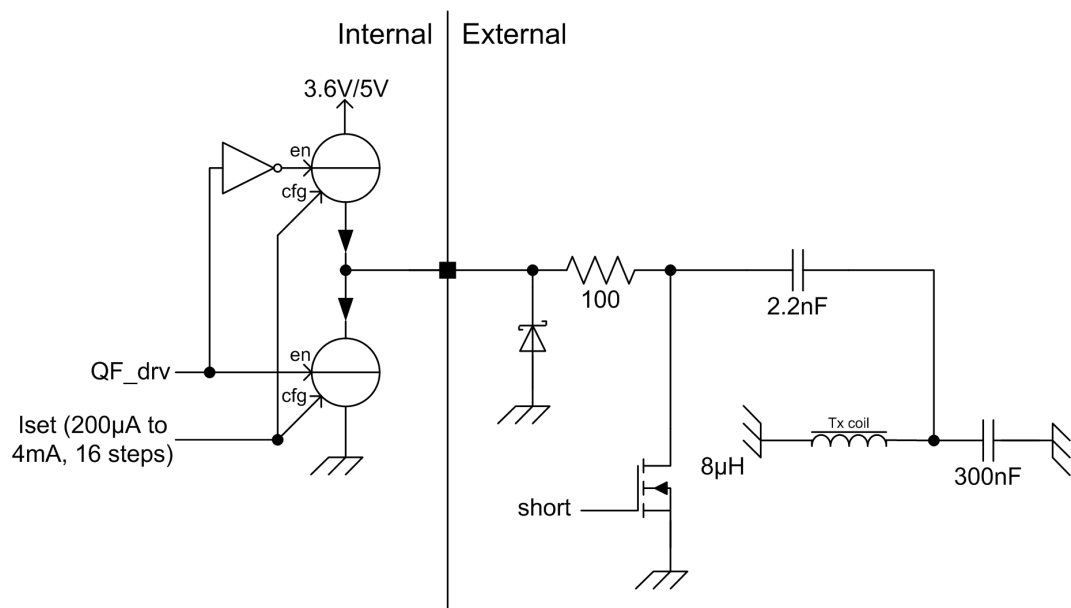 Internal
External
3.6V/5V
en
cfg
100
2.2nF
en
QF_drv
cfg
Iset (200µA to
4mA, 16 steps)
Tx coil
8µH
300nF
short